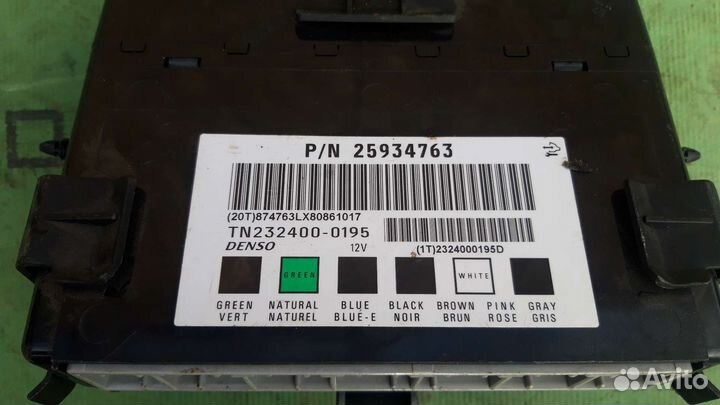 P/N 25934763
(20T)874763LX80861017
TN232400-0195
DENSO 12V (1T)2324000195D
GREEN WHITE
GREEN NATURAL BLUE BLACK BROWN PINK GRAY
VERT NATUREL BLUE-E NOIR BRUN ROSE GRIS
Avito